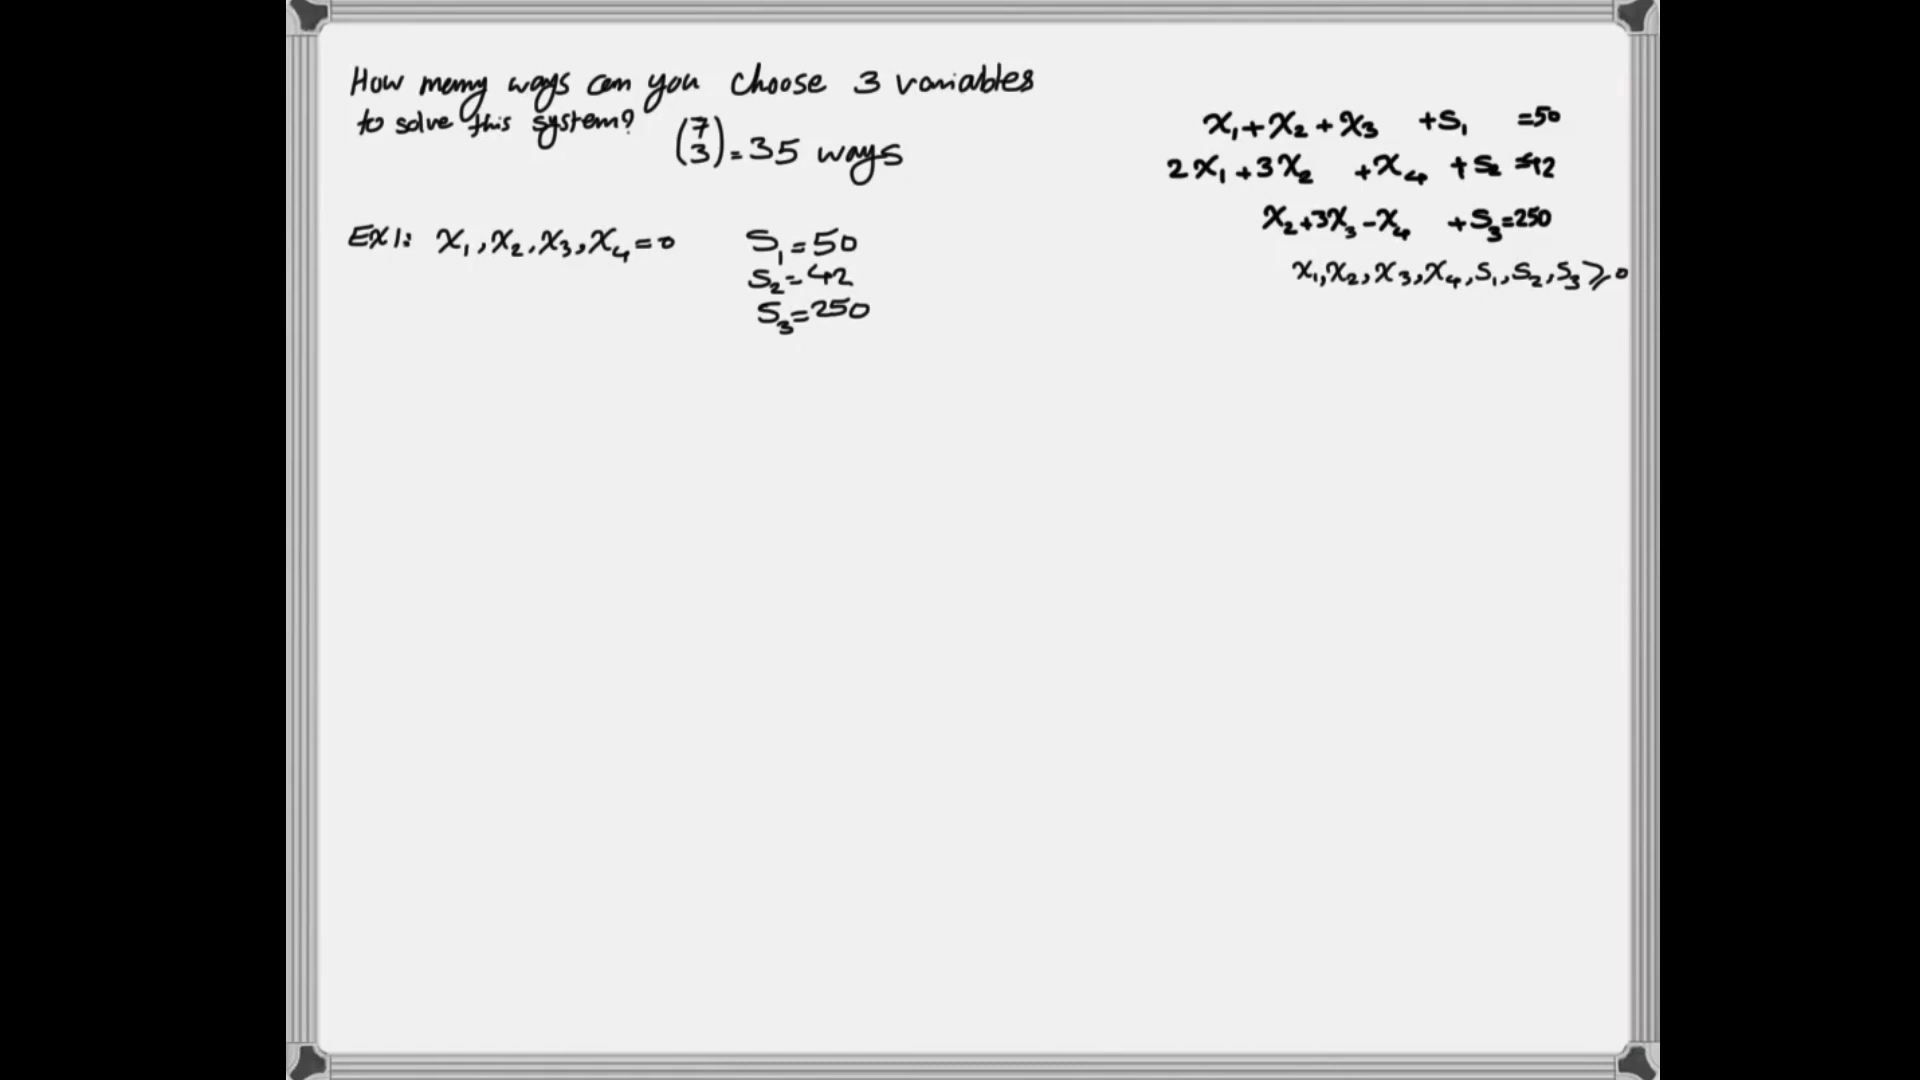 How many ways can you choose 3 variables
to solve this system?
(7 3) = 35 ways
x₁+x₂+x₃ +s₁ =50
2x₁+3x₂ +x₄ +s₂ =42
x₂+3x₃-x₄ +s₃=250
x₁,x₂,x₃,x₄,s₁,s₂,s₃≥0
EX1: x₁,x₂,x₃,x₄=0
S₁=50
S₂=42
S₃=250